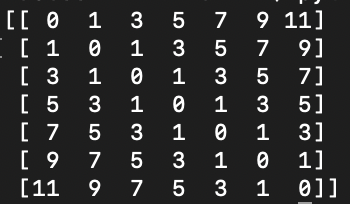 [[ 0 1 3 5 7 9 11]
[ 1 0 1 3 5 7 9]
[ 3 1 0 1 3 5 7]
[ 5 3 1 0 1 3 5]
[ 7 5 3 1 0 1 3]
[ 9 7 5 3 1 0 1]
[11 9 7 5 3 1 0]]